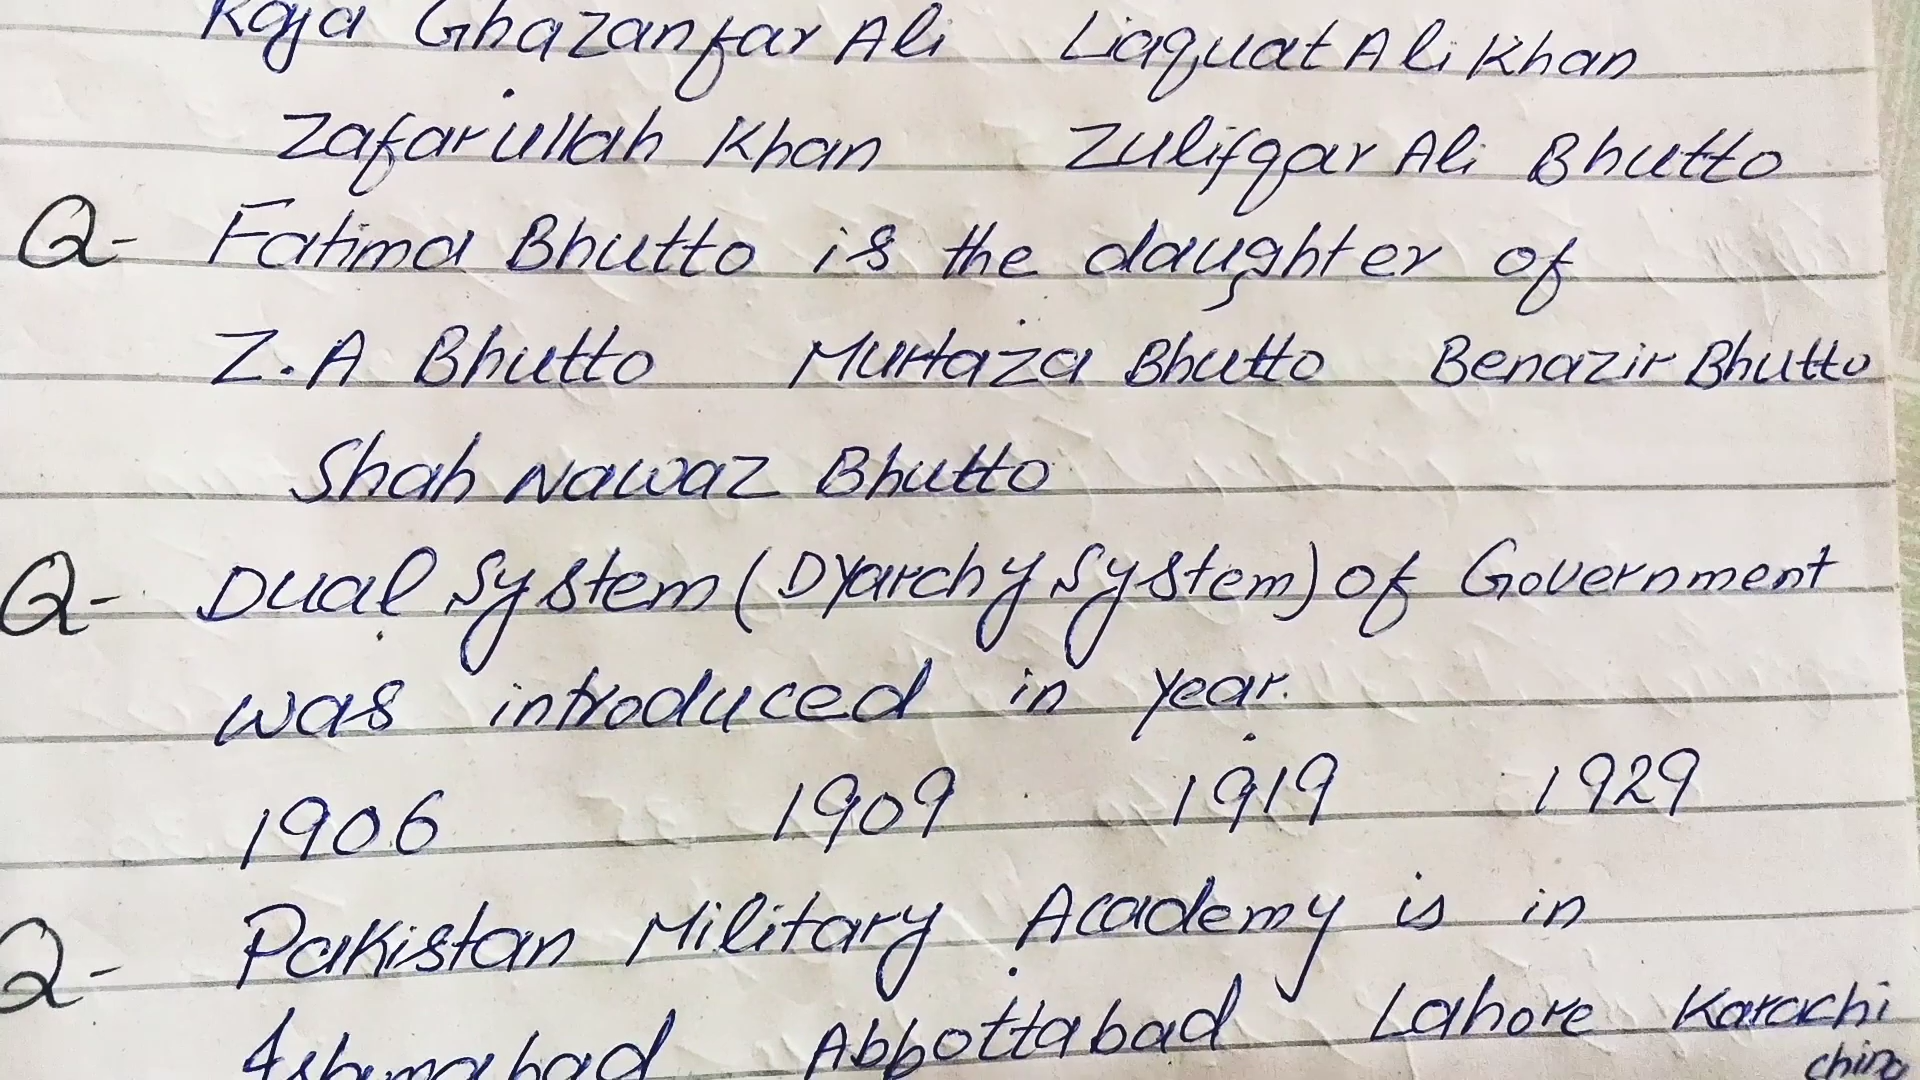 Raja Ghazanfar Ali Liaquat Ali Khan
Zafarullah Khan Zulifqar Ali Bhutto
Q- Fatima Bhutto is the daughter of
Z.A Bhutto Murtaza Bhutto Benazir Bhutto
Shah Nawaz Bhutto
Q- Dual System (Dyarchy System) of Government
was introduced in year.
1906 1909 1919 1929
Q- Pakistan Military Academy is in
Abbottabad Lahore Karachi
china